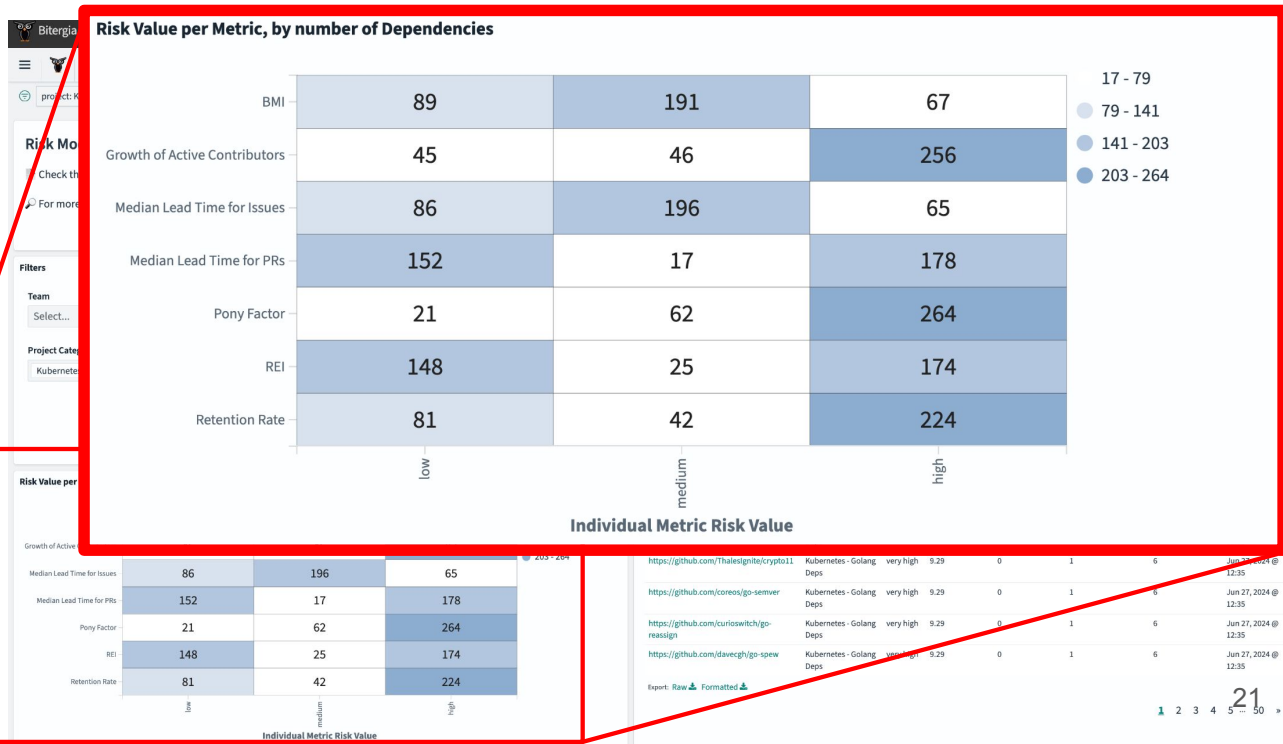 Bitergia
Risk Value per Metric, by number of Dependencies
BMI 89 191 67
Growth of Active Contributors 45 46 256
Median Lead Time for Issues 86 196 65
Median Lead Time for PRs 152 17 178
Pony Factor 21 62 264
REI 148 25 174
Retention Rate 81 42 224
low medium high
Individual Metric Risk Value
17 - 79
79 - 141
141 - 203
203 - 264
project: K
Risk Mo
Check th
For more
Filters
Team
Select...
Project Categ
Kubernete
Risk Value per
Growth of Active
203 - 264
Median Lead Time for Issues 86 196 65
Median Lead Time for PRs 152 17 178
Pony Factor 21 62 264
REI 148 25 174
Retention Rate 81 42 224
low medium high
Individual Metric Risk Value
https://github.com/ThalesIgnite/crypto11 Kubernetes - Golang very high 9.29 0 1 6 Jun 27, 2024 @
Deps 12:35
https://github.com/coreos/go-semver Kubernetes - Golang very high 9.29 0 1 6 Jun 27, 2024 @
Deps 12:35
https://github.com/curioswitch/go- Kubernetes - Golang very high 9.29 0 1 6 Jun 27, 2024 @
reassign Deps 12:35
https://github.com/davecgh/go-spew Kubernetes - Golang very high 9.29 0 1 6 Jun 27, 2024 @
Deps 12:35
Export: Raw Formatted
1 2 3 4 5 ... 50 »
21